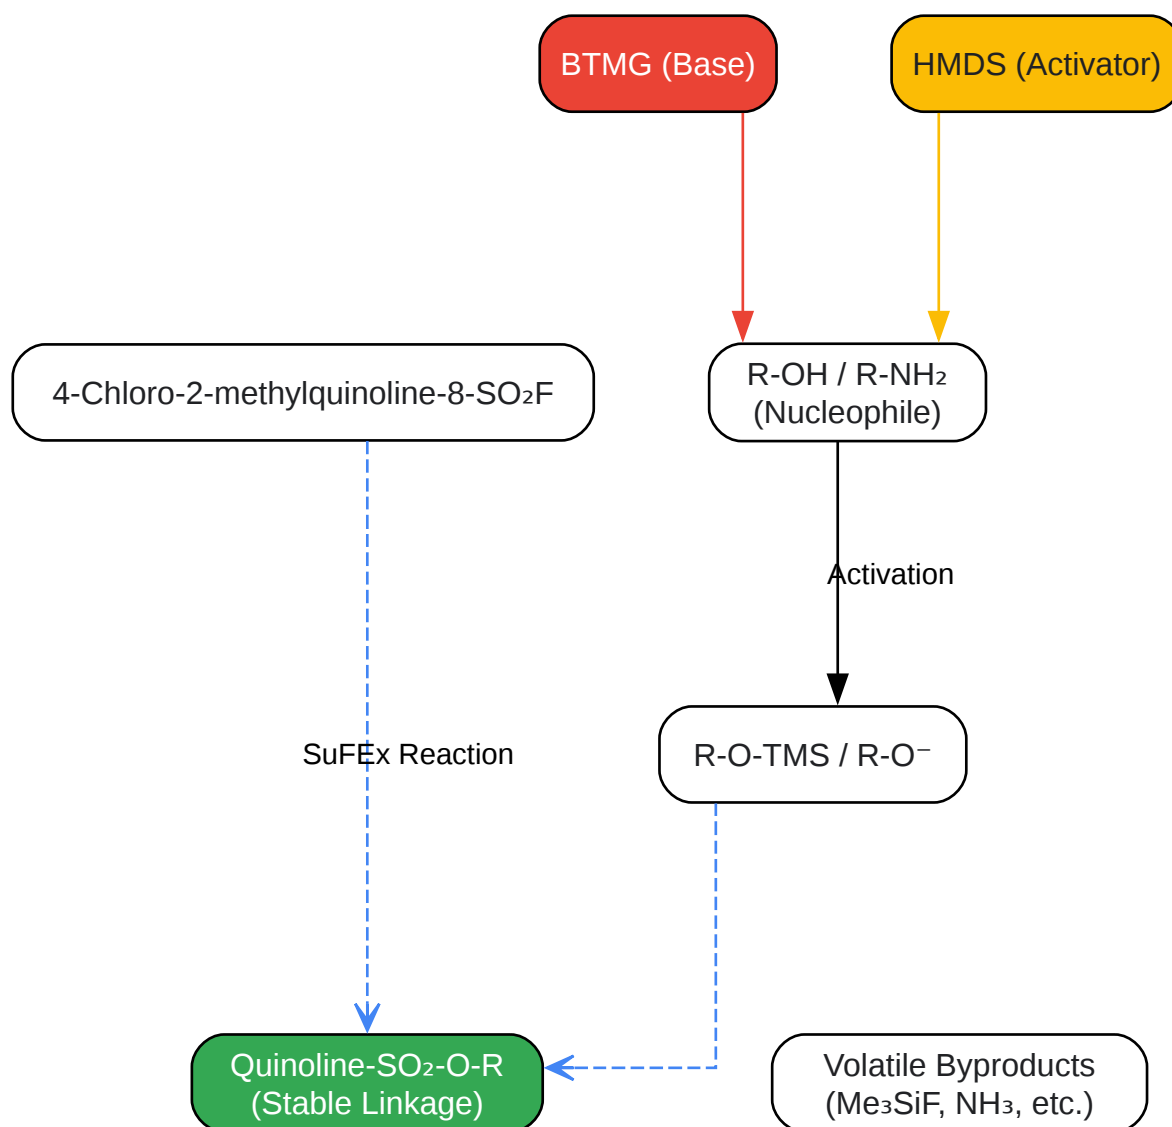 BTMG (Base)
HMDS (Activator)
4-Chloro-2-methylquinoline-8-SO₂F
R-OH / R-NH₂
(Nucleophile)
Activation
SuFEx Reaction
R-O-TMS / R-O⁻
Quinoline-SO₂-O-R
(Stable Linkage)
Volatile Byproducts
(Me₃SiF, NH₃, etc.)